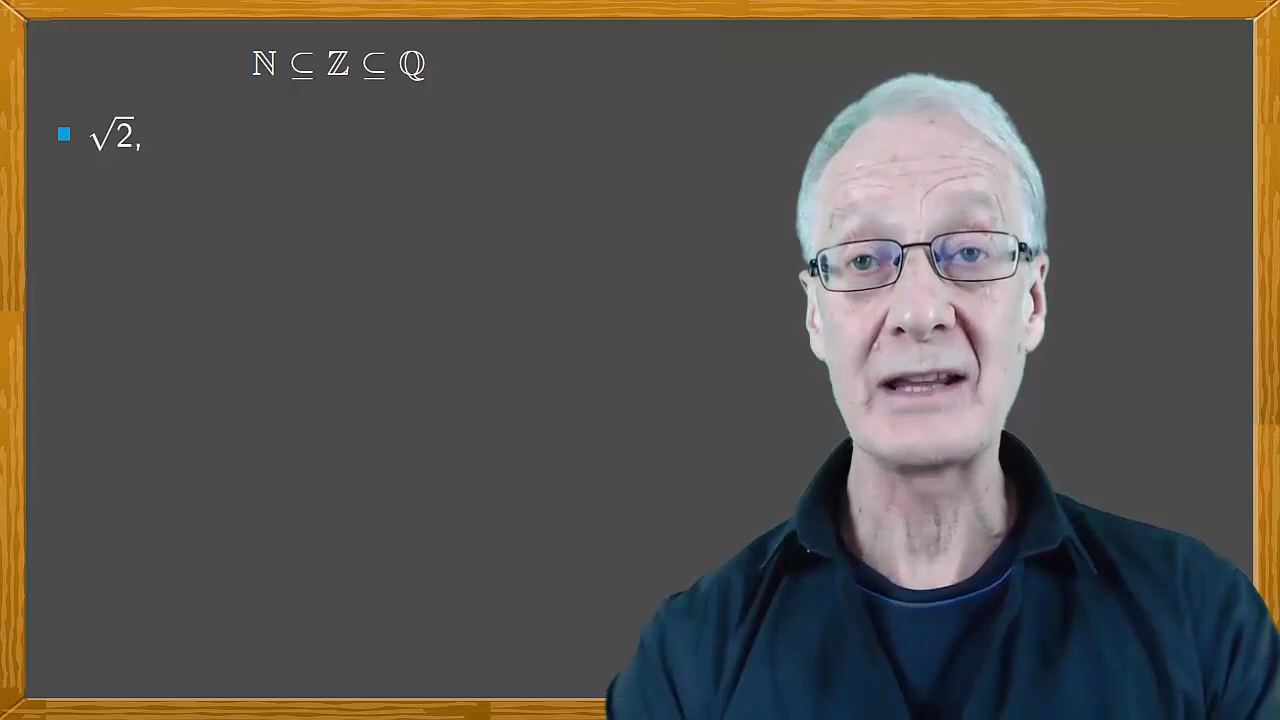 ℕ ⊆ ℤ ⊆ ℚ
√2,